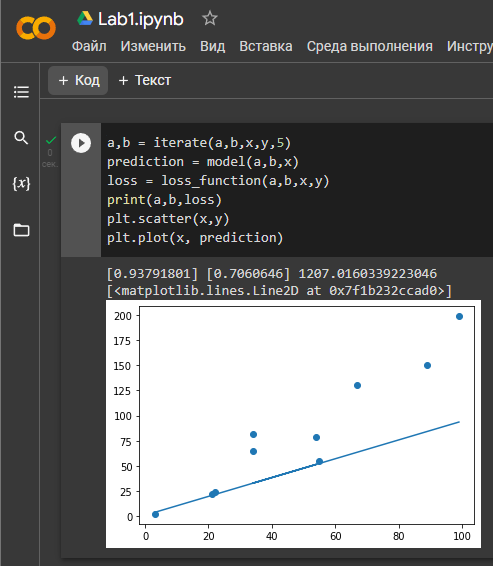 Lab1.ipynb
Файл Изменить Вид Вставка Среда выполнения Инстру
+ Код + Текст
{x}
0
сек.
a,b = iterate(a,b,x,y,5)
prediction = model(a,b,x)
loss = loss_function(a,b,x,y)
print(a,b,loss)
plt.scatter(x,y)
plt.plot(x, prediction)
[0.93791801] [0.7060646] 1207.0160339223046
[<matplotlib.lines.Line2D at 0x7f1b232ccad0>]
200
175
150
125
100
75
50
25
0
0 20 40 60 80 100